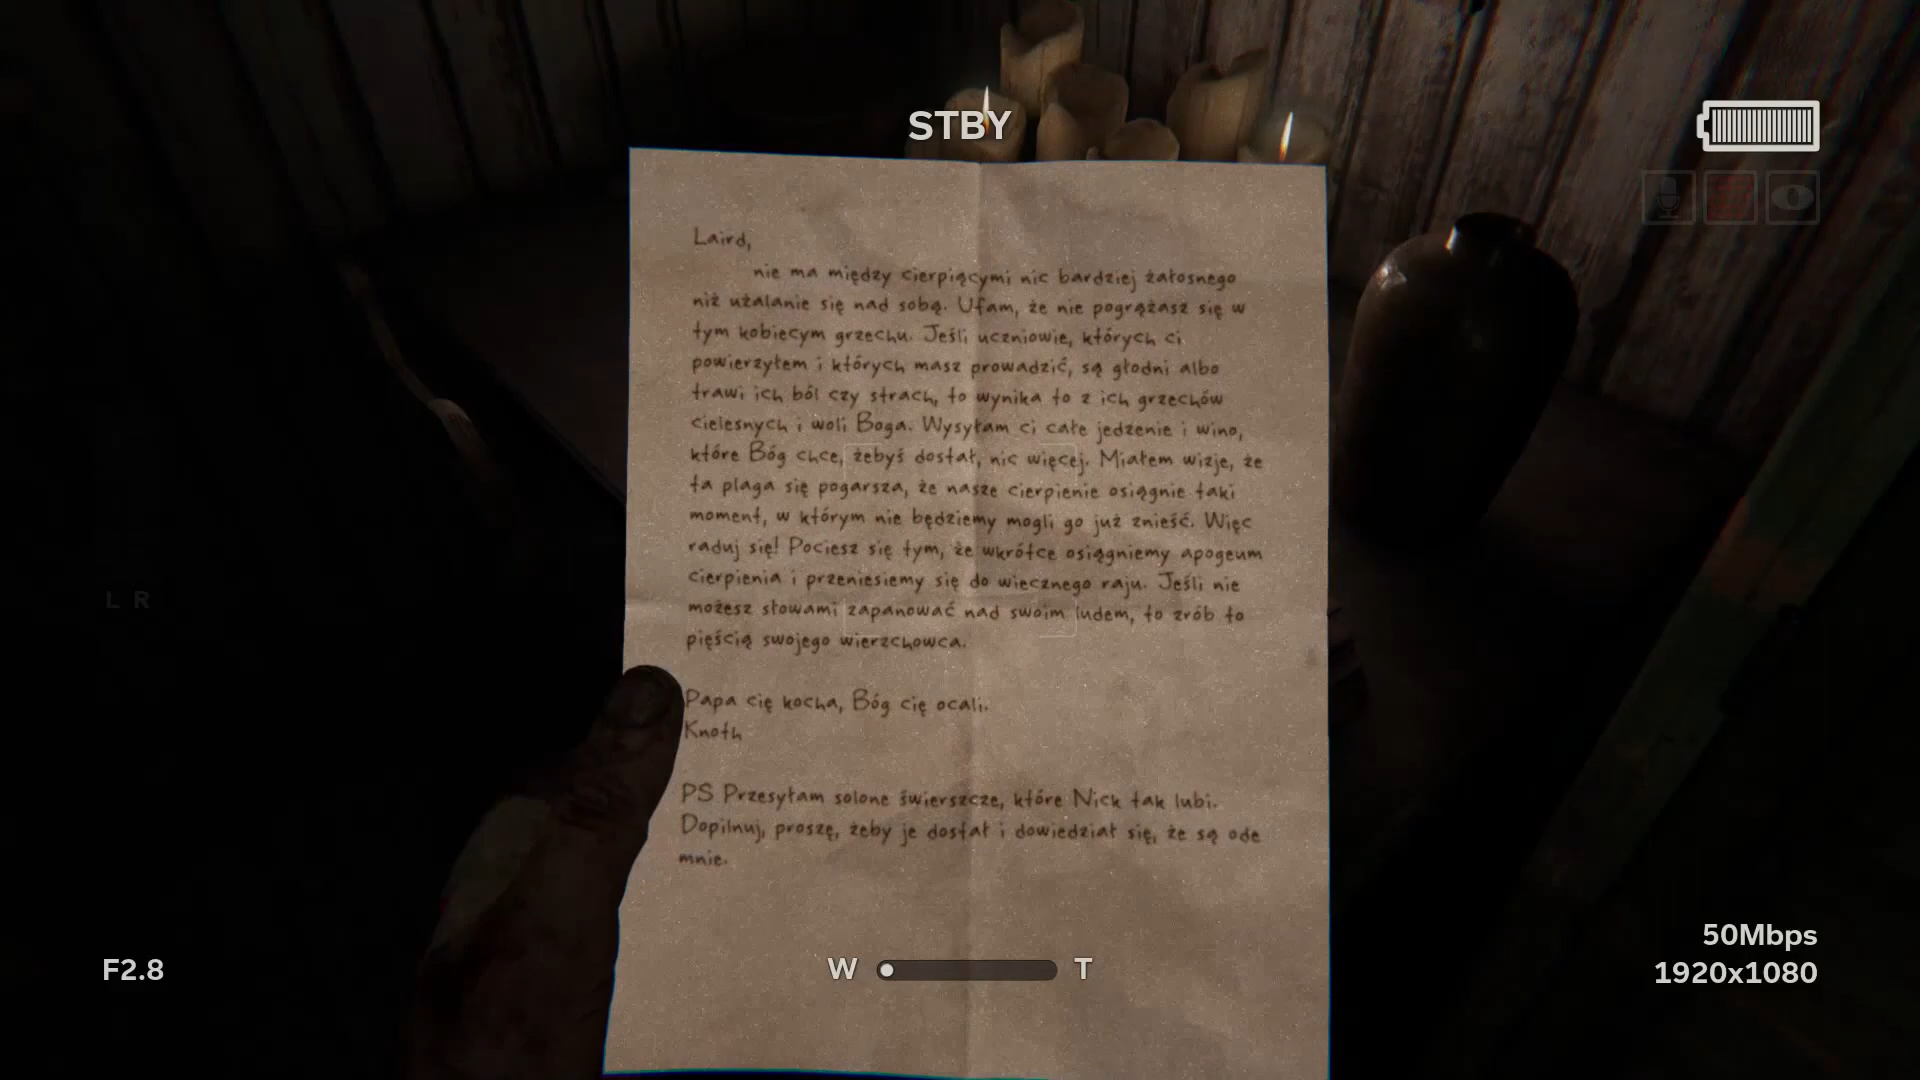 STBY
Laird,
nie ma między cierpiącymi nic bardziej żałosnego
niż użalanie się nad sobą. Ufam, że nie pogrążasz się w
tym kobiecym grzechu. Jeśli uczniowie, których ci
powierzyłem i których masz prowadzić, są głodni albo
trawi ich ból czy strach, to wynika to z ich grzechów
cielesnych i woli Boga. Wysyłam ci całe jedzenie i wino,
które Bóg chce, żebyś dostał, nic więcej. Miałem wizje, że
ta plaga się pogarsza, że nasze cierpienie osiągnie taki
moment, w którym nie będziemy mogli go już znieść. Więc
raduj się! Pociesz się tym, że wkrótce osiągniemy apogeum
cierpienia i przeniesiemy się do wiecznego raju. Jeśli nie
możesz słowami zapanować nad swoim ludem, to zrób to
pięścią swojego wierzchowca.
Papa cię kocha, Bóg cię ocali.
Knoth
PS Przesyłam solone świerszcze, które Nick tak lubi.
Dopilnuj, proszę, żeby je dostał i dowiedział się, że są ode
mnie.
L R
F2.8
W T
50Mbps
1920x1080